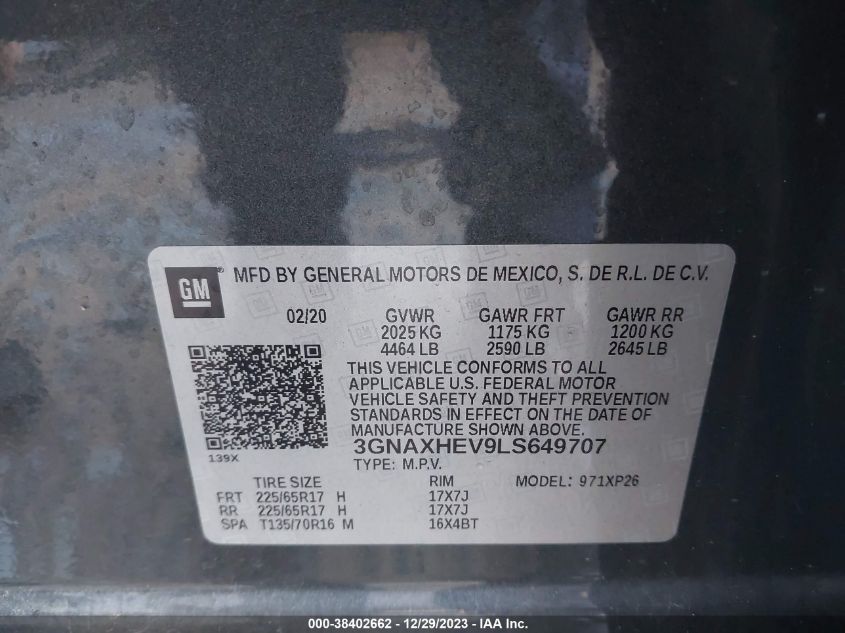 GM ® MFD BY GENERAL MOTORS DE MEXICO, S. DE R.L. DE C.V.
02/20 GVWR GAWR FRT GAWR RR
2025 KG 1175 KG 1200 KG
4464 LB 2590 LB 2645 LB
THIS VEHICLE CONFORMS TO ALL
APPLICABLE U.S. FEDERAL MOTOR
VEHICLE SAFETY AND THEFT PREVENTION
STANDARDS IN EFFECT ON THE DATE OF
MANUFACTURE SHOWN ABOVE.
139X
3GNAXHEV9LS649707
TYPE: M.P.V.
TIRE SIZE RIM MODEL: 971XP26
FRT 225/65R17 H 17X7J
RR 225/65R17 H 17X7J
SPA T135/70R16 M 16X4BT
000-38402662 - 12/29/2023 - IAA Inc.